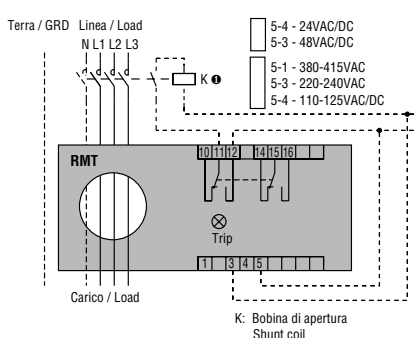 Terra / GRD Linea / Load
N L1 L2 L3
5-4 - 24VAC/DC
5-3 - 48VAC/DC
K ❶
5-1 - 380-415VAC
5-3 - 220-240VAC
5-4 - 110-125VAC/DC
RMT
10 11 12 14 15 16
Trip
1 3 4 5
Carico / Load
K: Bobina di apertura
Shunt coil